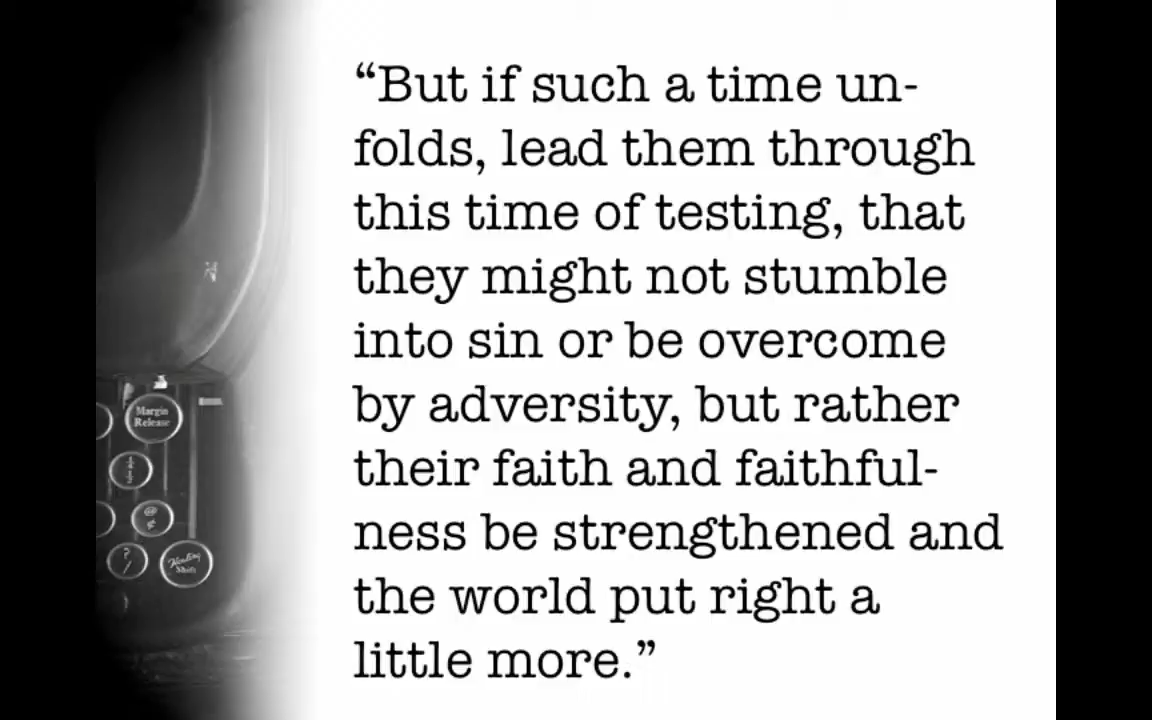 “But if such a time un-
folds, lead them through
this time of testing, that
they might not stumble
into sin or be overcome
by adversity, but rather
their faith and faithful-
ness be strengthened and
the world put right a
little more.”
Margin
Release
@
¢
?
/